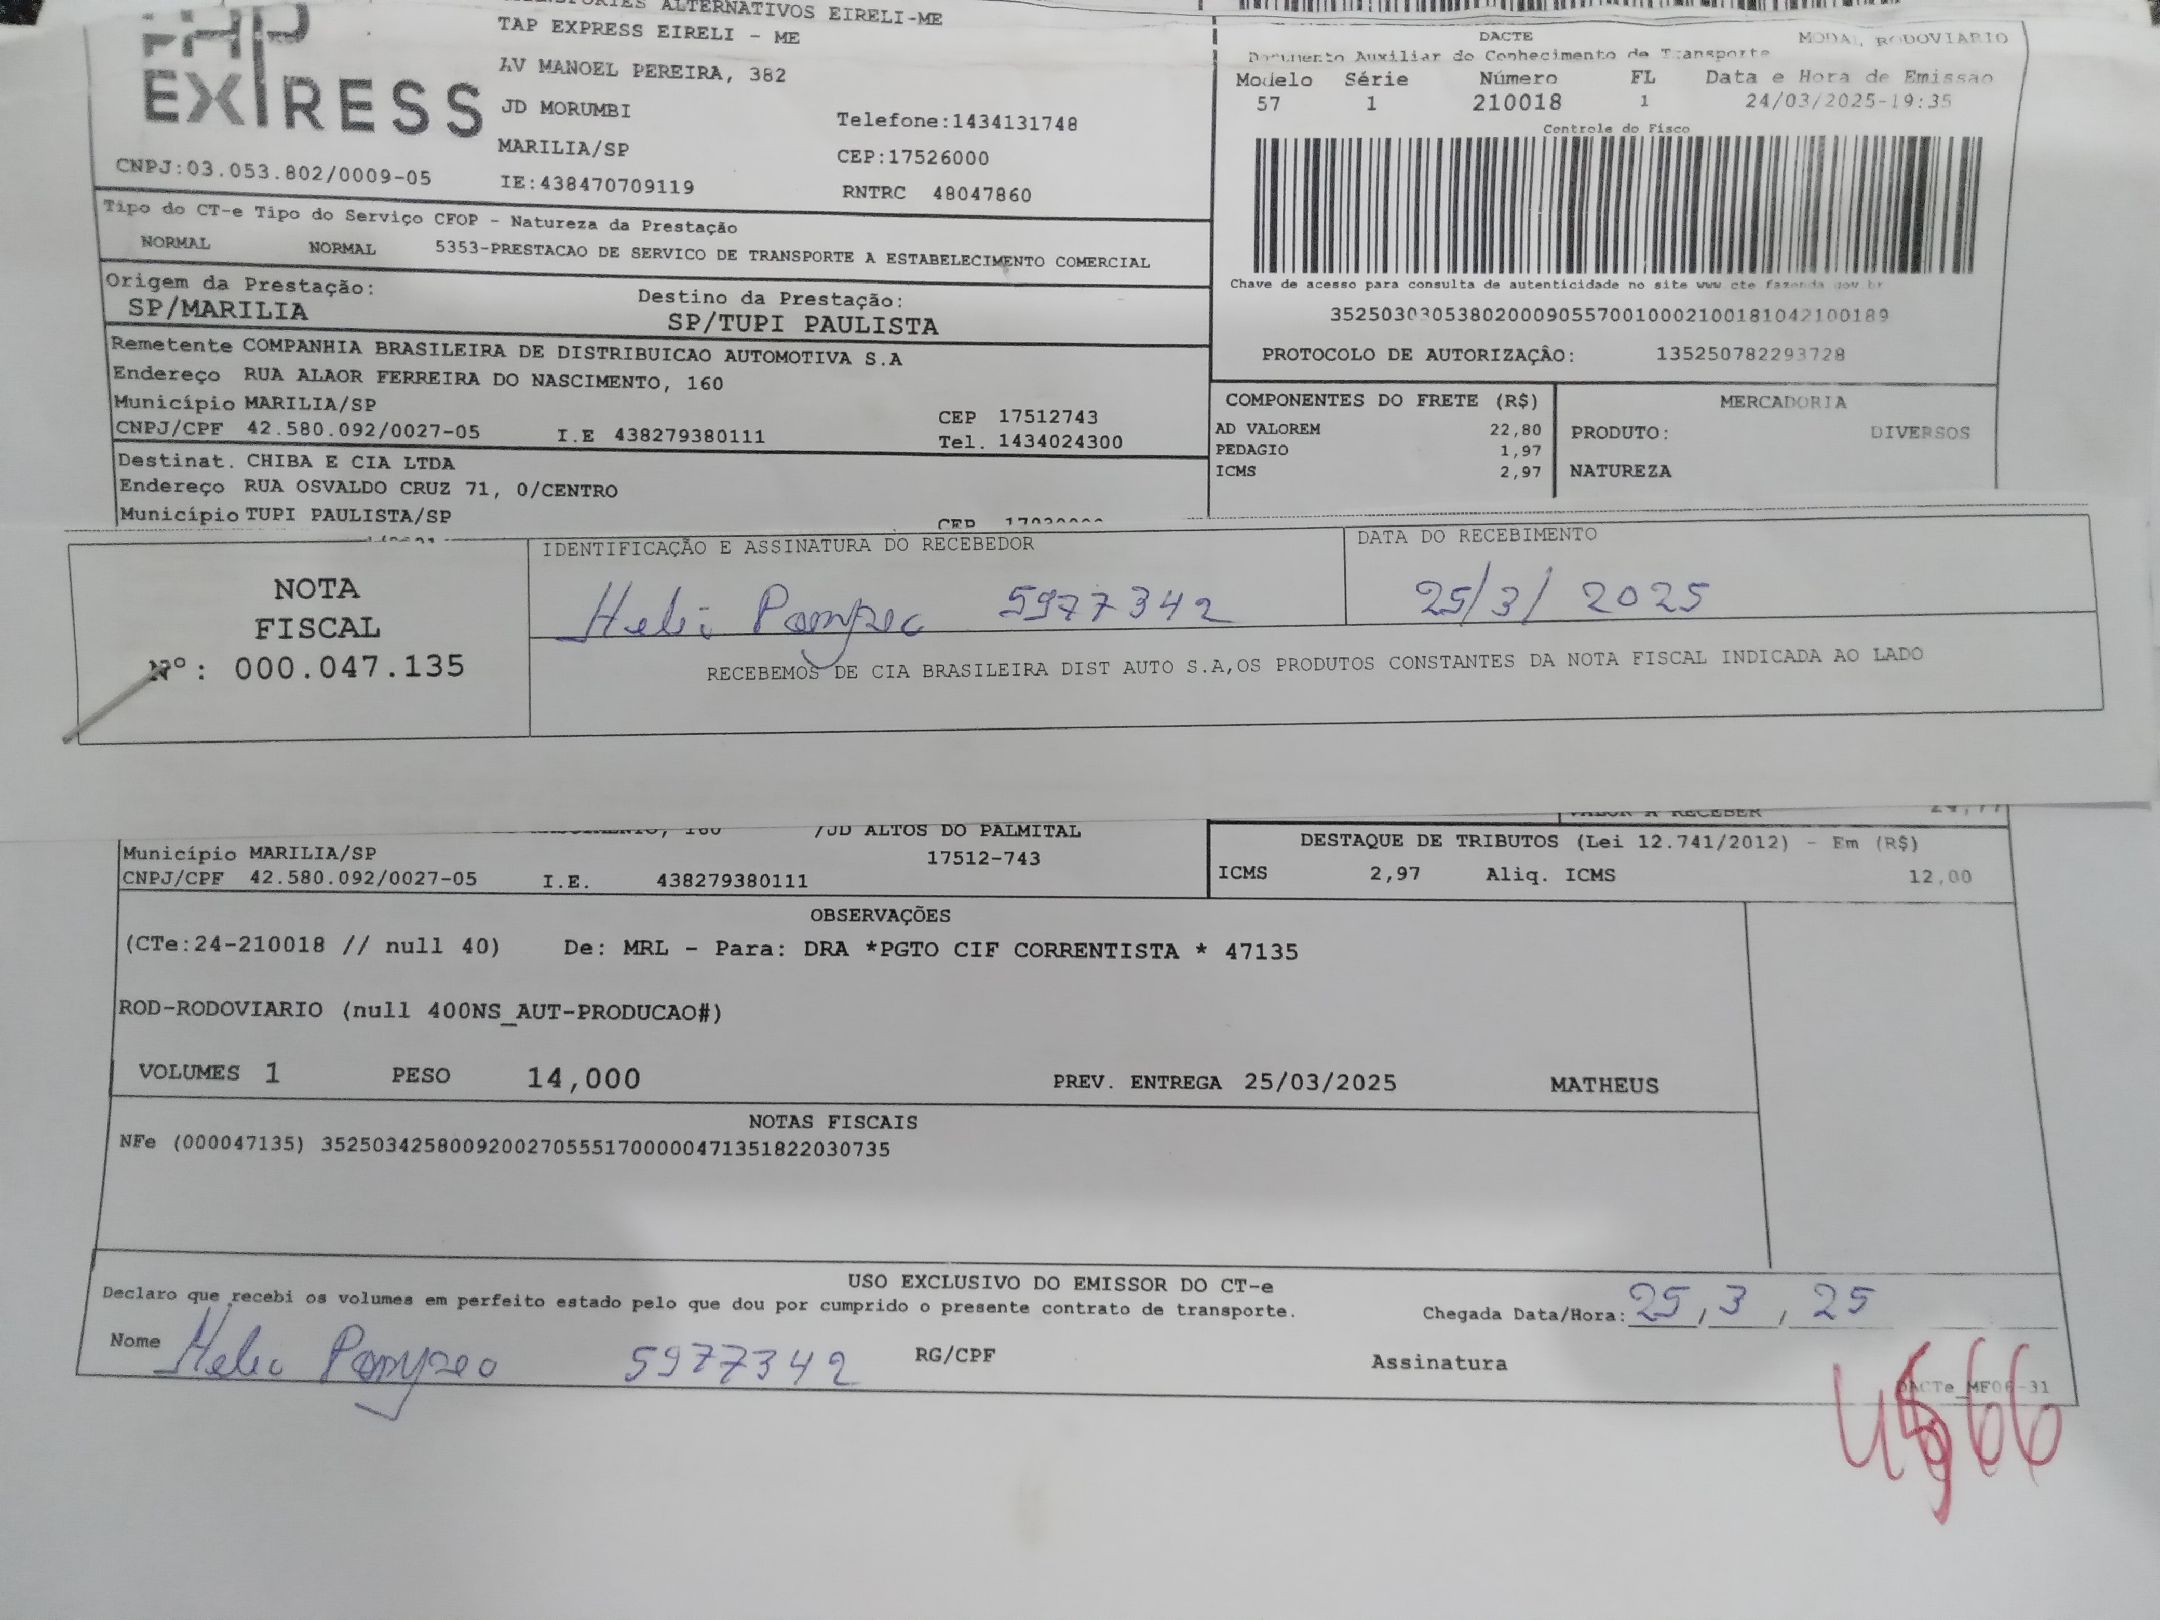 TAP
EXPRESS
CNPJ:03.053.802/0009-05
ALTERNATIVOS EIRELI-ME
TAP EXPRESS EIRELI - ME
AV MANOEL PEREIRA, 382
JD MORUMBI
Telefone:1434131748
MARILIA/SP
CEP:17526000
IE:438470709119
RNTRC 48047860
DACTE
MODAL RODOVIARIO
Documento Auxiliar do Conhecimento de Transporte
Modelo Série Número FL Data e Hora de Emissão
57 1 210018 1 24/03/2025-19:35
Controle do Fisco
Chave de acesso para consulta de autenticidade no site www.cte.fazenda.gov.br
35250303053802000905570010002100181042100189
PROTOCOLO DE AUTORIZAÇÃO: 135250782293728
Tipo do CT-e Tipo do Serviço CFOP - Natureza da Prestação
NORMAL NORMAL 5353-PRESTACAO DE SERVICO DE TRANSPORTE A ESTABELECIMENTO COMERCIAL
Origem da Prestação: Destino da Prestação:
SP/MARILIA SP/TUPI PAULISTA
Remetente COMPANHIA BRASILEIRA DE DISTRIBUICAO AUTOMOTIVA S.A
Endereço RUA ALAOR FERREIRA DO NASCIMENTO, 160
Município MARILIA/SP CEP 17512743
CNPJ/CPF 42.580.092/0027-05 I.E 438279380111 Tel. 1434024300
Destinat. CHIBA E CIA LTDA
Endereço RUA OSVALDO CRUZ 71, 0/CENTRO
Município TUPI PAULISTA/SP CEP
COMPONENTES DO FRETE (R$)
AD VALOREM 22,80
PEDAGIO 1,97
ICMS 2,97
MERCADORIA
PRODUTO: DIVERSOS
NATUREZA
NOTA
FISCAL
Nº: 000.047.135
IDENTIFICAÇÃO E ASSINATURA DO RECEBEDOR
Helio Pompeo 5977342
DATA DO RECEBIMENTO
25/3/2025
RECEBEMOS DE CIA BRASILEIRA DIST AUTO S.A,OS PRODUTOS CONSTANTES DA NOTA FISCAL INDICADA AO LADO
VALOR A RECEBER 24,77
160 /JD ALTOS DO PALMITAL
Município MARILIA/SP 17512-743
CNPJ/CPF 42.580.092/0027-05 I.E. 438279380111
DESTAQUE DE TRIBUTOS (Lei 12.741/2012) - Em (R$)
ICMS 2,97 Aliq. ICMS 12,00
OBSERVAÇÕES
(CTe:24-210018 // null 40) De: MRL - Para: DRA *PGTO CIF CORRENTISTA * 47135
ROD-RODOVIARIO (null 400NS_AUT-PRODUCAO#)
VOLUMES 1 PESO 14,000 PREV. ENTREGA 25/03/2025 MATHEUS
NOTAS FISCAIS
NFe (000047135) 35250342580092002705551700000471351822030735
USO EXCLUSIVO DO EMISSOR DO CT-e
Declaro que recebi os volumes em perfeito estado pelo que dou por cumprido o presente contrato de transporte.
Chegada Data/Hora: 25, 3, 25
Nome Helio Pompeo 5977342 RG/CPF Assinatura
DACTe_MF06-31